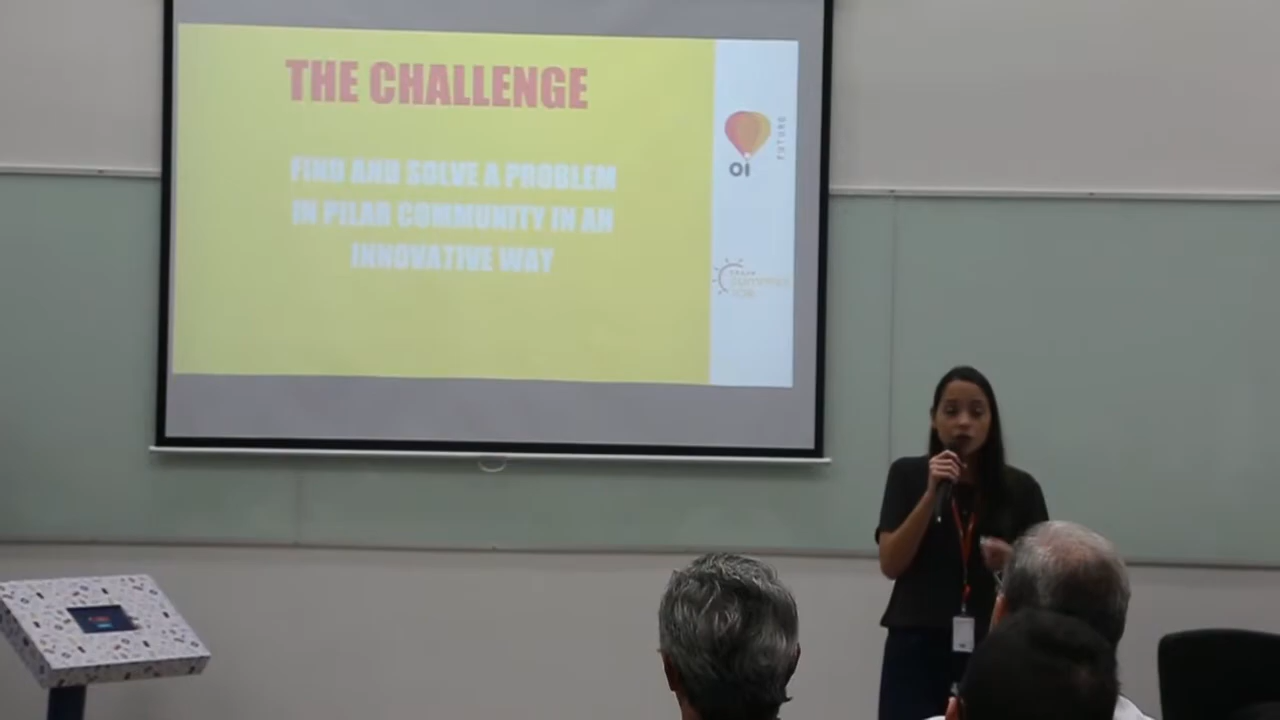 THE CHALLENGE
FIND AND SOLVE A PROBLEM
IN PILAR COMMUNITY IN AN
INNOVATIVE WAY
OI
FUTURO